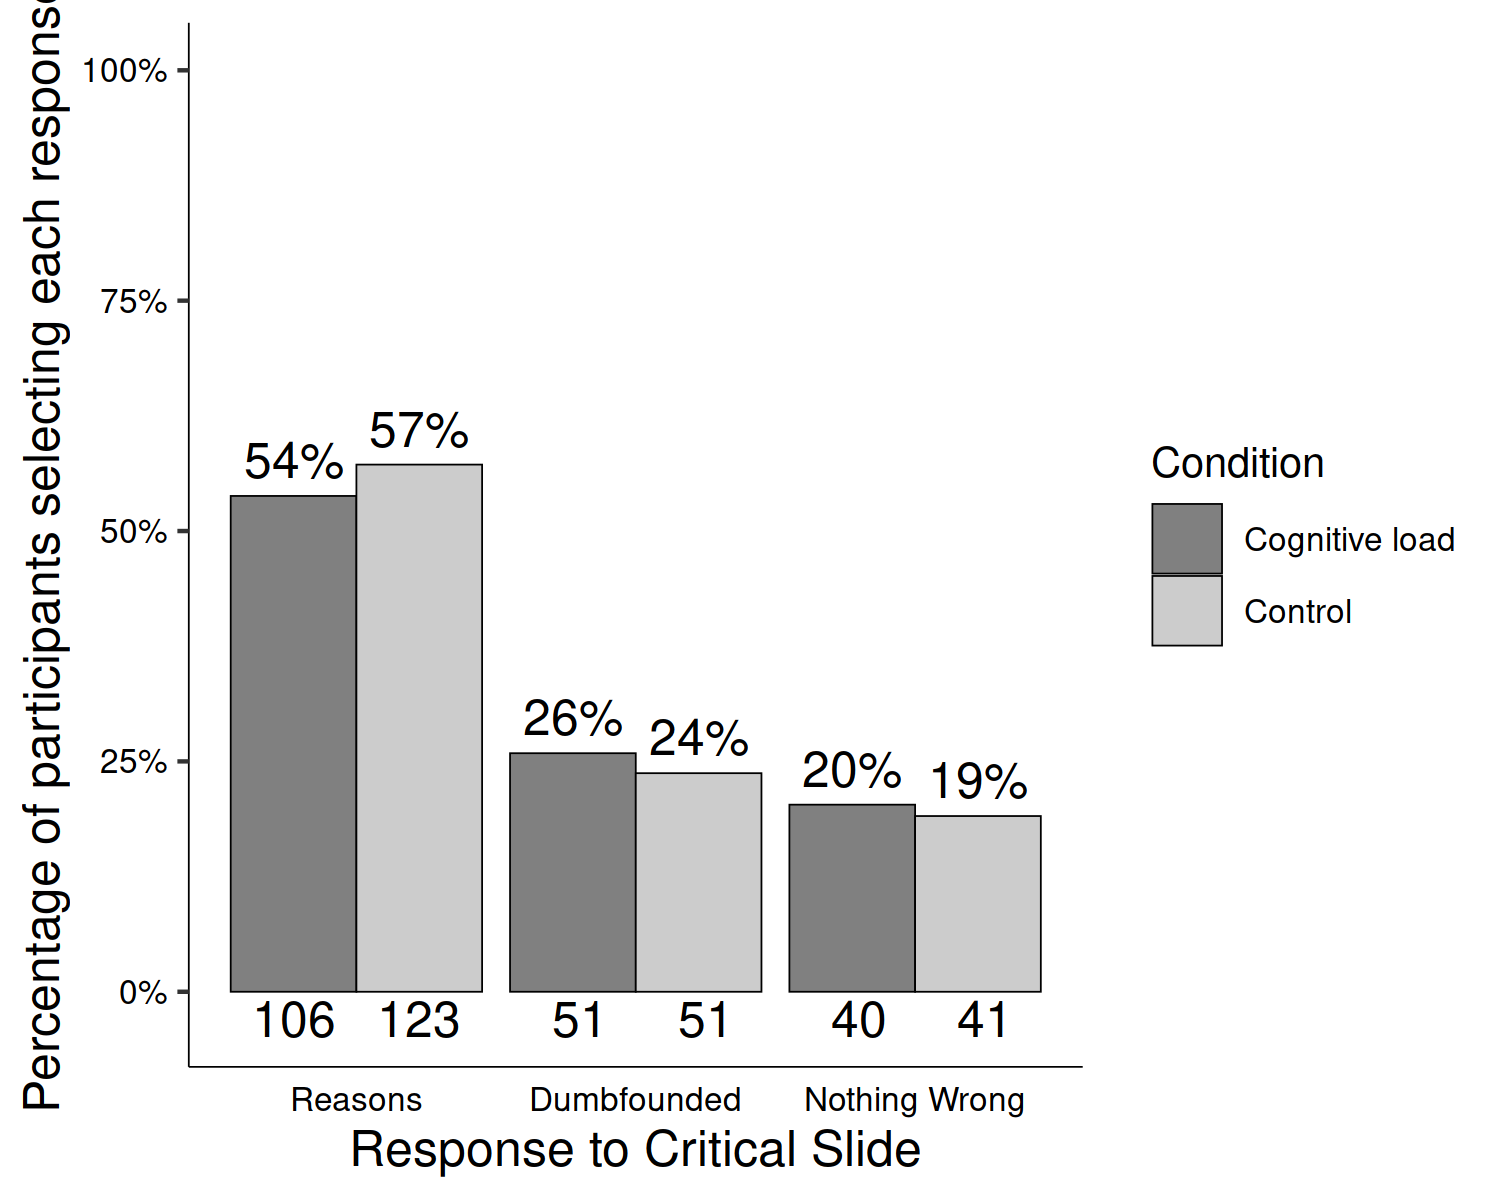 Percentage of participants selecting each response
100%
75%
50%
25%
0%
54%
57%
26%
24%
20%
19%
106
123
51
51
40
41
Reasons
Dumbfounded
Nothing Wrong
Response to Critical Slide
Condition
Cognitive load
Control